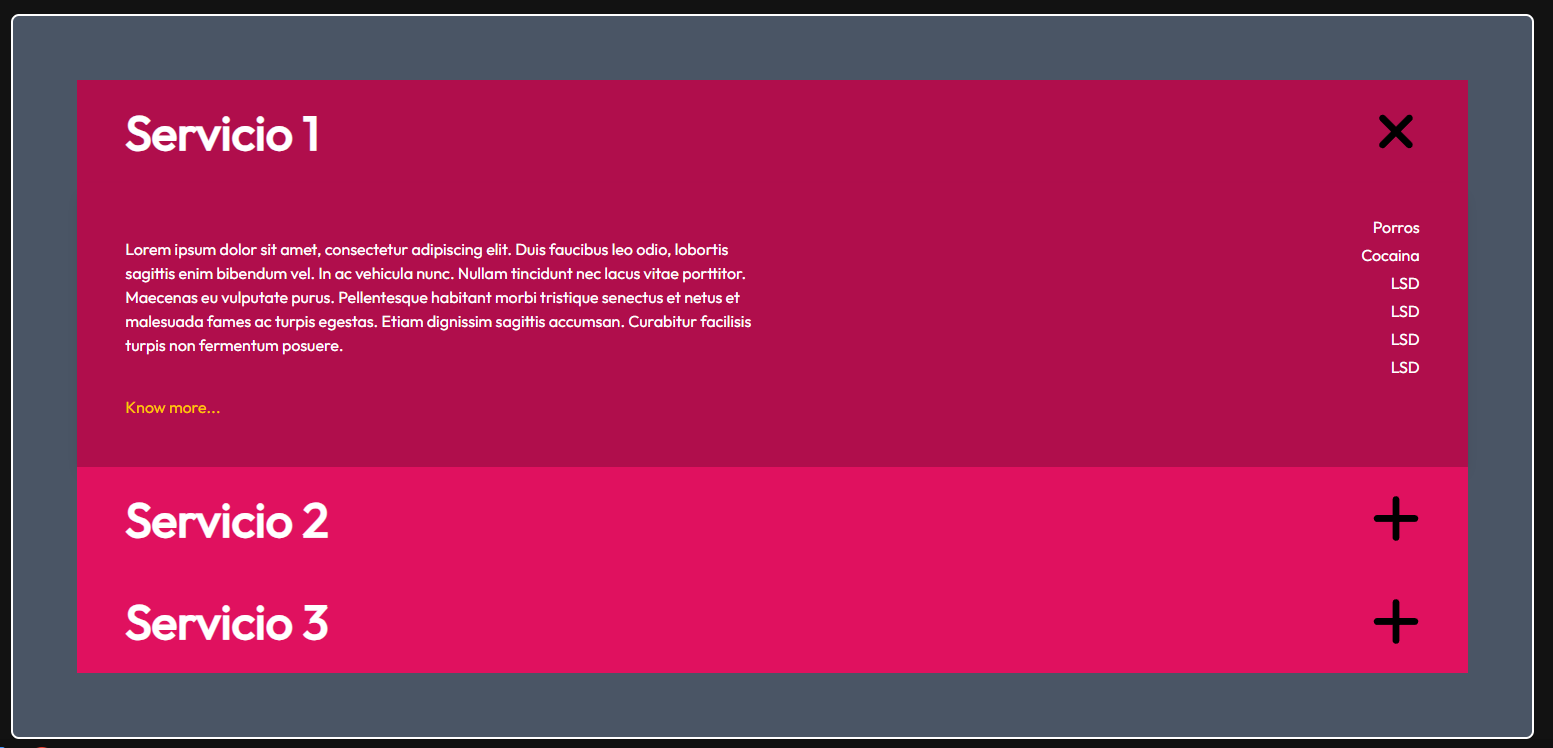 Servicio 1
Lorem ipsum dolor sit amet, consectetur adipiscing elit. Duis faucibus leo odio, lobortis
sagittis enim bibendum vel. In ac vehicula nunc. Nullam tincidunt nec lacus vitae porttitor.
Maecenas eu vulputate purus. Pellentesque habitant morbi tristique senectus et netus et
malesuada fames ac turpis egestas. Etiam dignissim sagittis accumsan. Curabitur facilisis
turpis non fermentum posuere.
Know more...
Porros
Cocaina
LSD
LSD
LSD
LSD
Servicio 2
Servicio 3